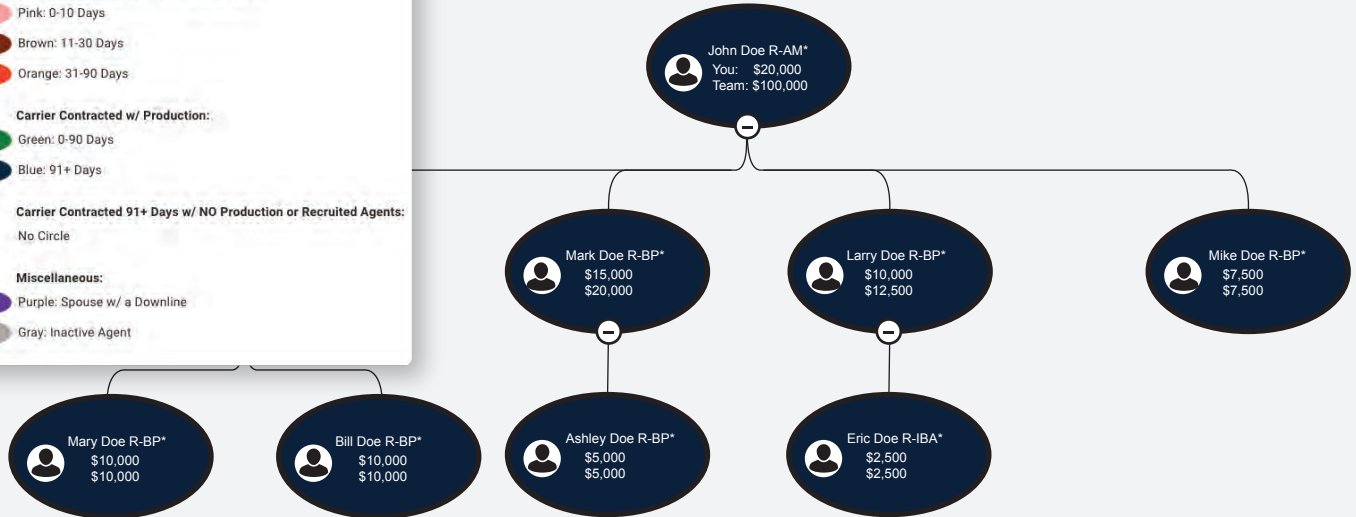 Pink: 0-10 Days
Brown: 11-30 Days
Orange: 31-90 Days
Carrier Contracted w/ Production:
Green: 0-90 Days
Blue: 91+ Days
Carrier Contracted 91+ Days w/ NO Production or Recruited Agents:
No Circle
Miscellaneous:
Purple: Spouse w/ a Downline
Gray: Inactive Agent
John Doe R-AM*
You: $20,000
Team: $100,000
Mark Doe R-BP*
$15,000
$20,000
Larry Doe R-BP*
$10,000
$12,500
Mike Doe R-BP*
$7,500
$7,500
Mary Doe R-BP*
$10,000
$10,000
Bill Doe R-BP*
$10,000
$10,000
Ashley Doe R-BP*
$5,000
$5,000
Eric Doe R-IBA*
$2,500
$2,500